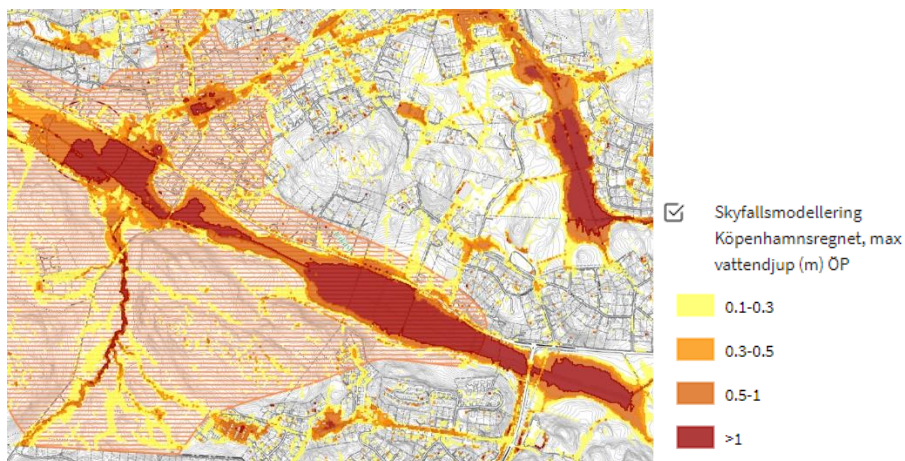 Skyfallsmodellering
Köpenhamnsregnet, max
vattendjup (m) ÖP
0.1-0.3
0.3-0.5
0.5-1
>1